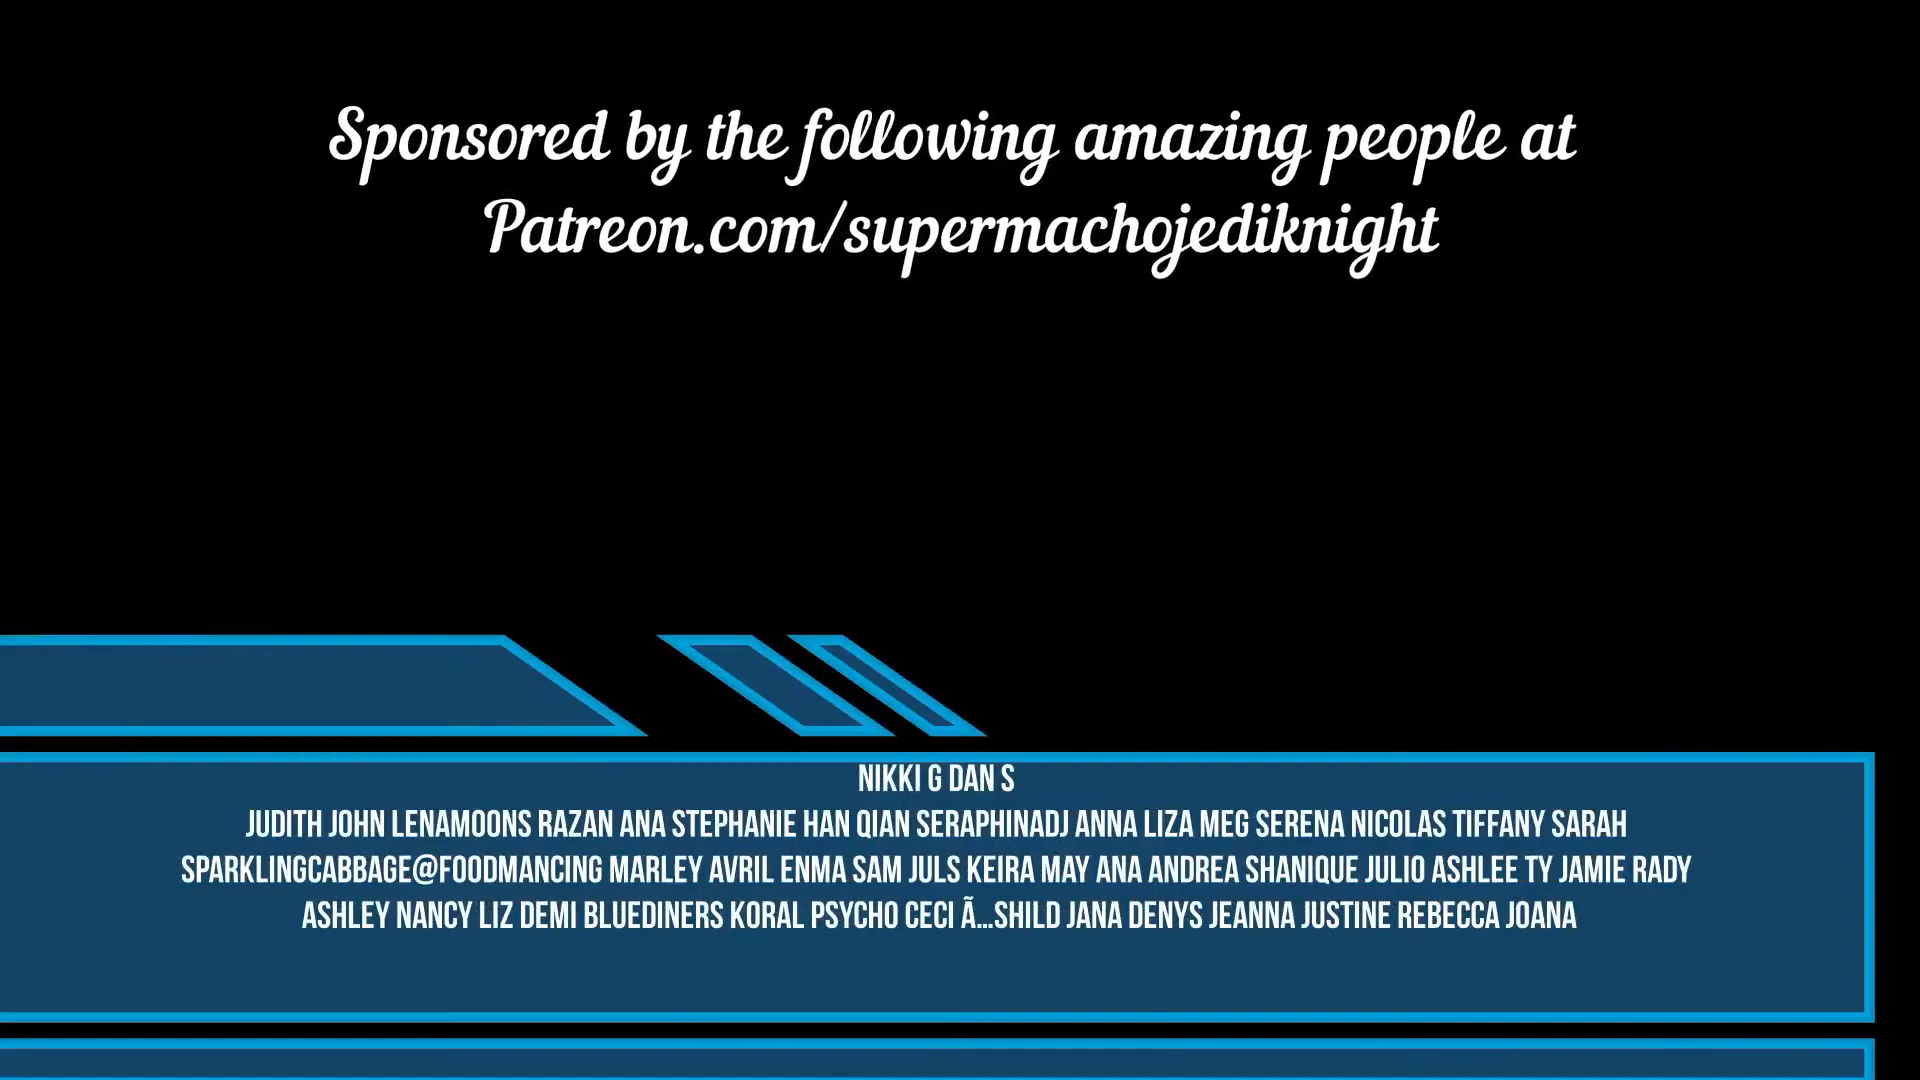 Sponsored by the following amazing people at
Patreon.com/supermachojediknight
NIKKI G DAN S
JUDITH JOHN LENAMOONS RAZAN ANA STEPHANIE HAN QIAN SERAPHINADJ ANNA LIZA MEG SERENA NICOLAS TIFFANY SARAH
SPARKLINGCABBAGE@FOODMANCING MARLEY AVRIL ENMA SAM JULS KEIRA MAY ANA ANDREA SHANIQUE JULIO ASHLEE TY JAMIE RADY
ASHLEY NANCY LIZ DEMI BLUEDINERS KORAL PSYCHO CECI Ã…SHILD JANA DENYS JEANNA JUSTINE REBECCA JOANA